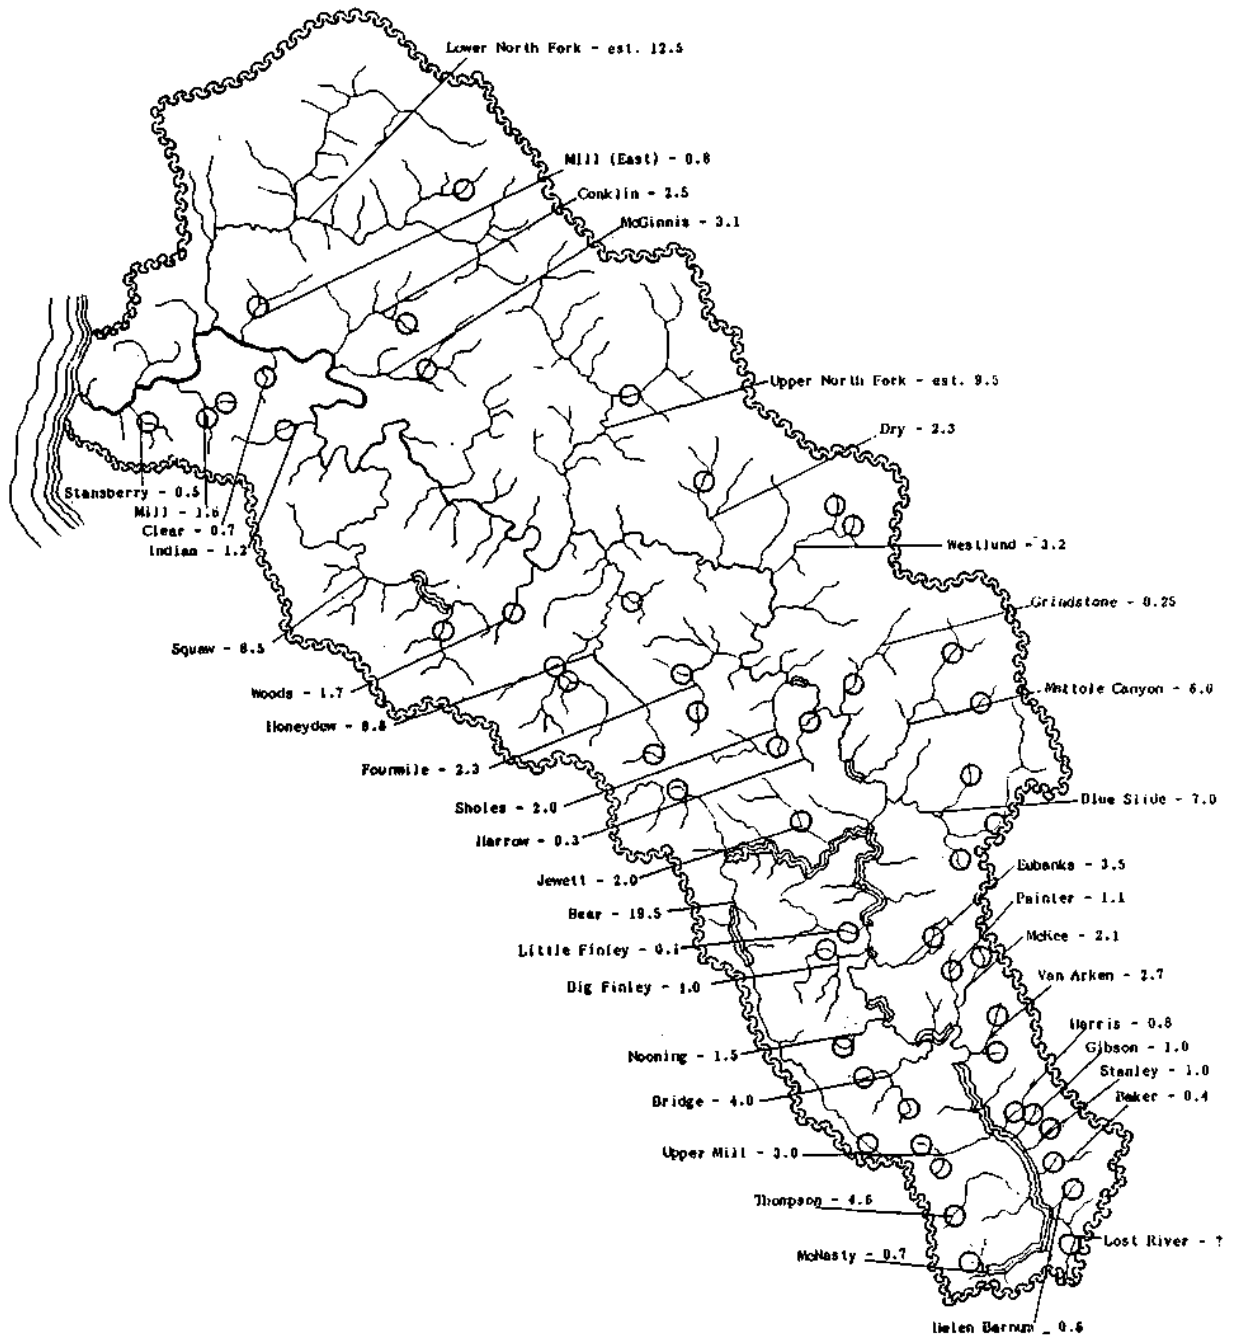 Lower North Fork - est. 12.5
Mill (East) - 0.8
Conklin - 2.5
McGinnis - 3.1
Upper North Fork - est. 9.5
Dry - 2.3
Stansberry - 0.5
Mill - 1.6
Clear - 0.7
Indian - 1.2
Westlund - 3.2
Grindstone - 0.25
Squaw - 8.5
Woods - 1.7
Mattole Canyon - 6.0
Honeydew - 8.8
Fourmile - 2.3
Sholes - 2.0
Blue Slide - 7.0
Harrow - 0.3
Eubanks - 3.5
Jewett - 2.0
Painter - 1.1
Bear - 19.5
McKee - 2.1
Little Finley - 0.1
Van Arken - 2.7
Big Finley - 1.0
Harris - 0.8
Nooning - 1.5
Gibson - 1.0
Stanley - 1.0
Baker - 0.4
Bridge - 4.0
Upper Mill - 3.0
Thompson - 4.6
Lost River - ?
McNasty - 0.7
Helen Barnum - 0.6